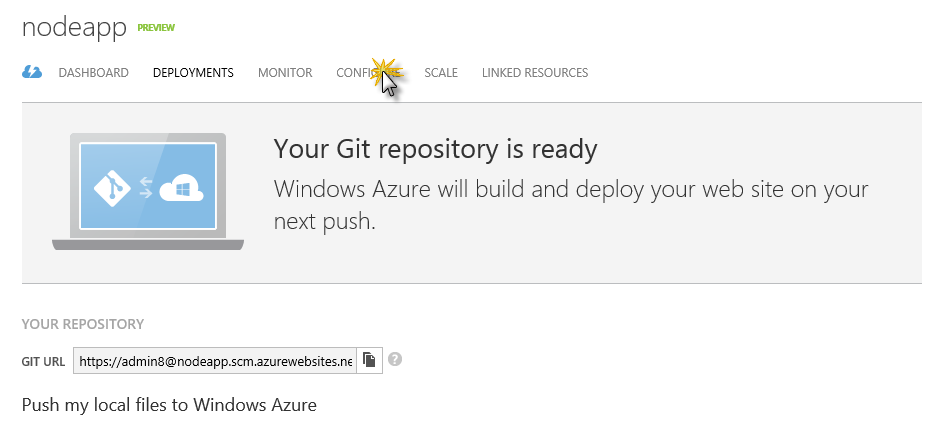 nodeapp PREVIEW
DASHBOARD DEPLOYMENTS MONITOR CONFIGURE SCALE LINKED RESOURCES
Your Git repository is ready
Windows Azure will build and deploy your web site on your
next push.
YOUR REPOSITORY
GIT URL https://admin8@nodeapp.scm.azurewebsites.ne
Push my local files to Windows Azure